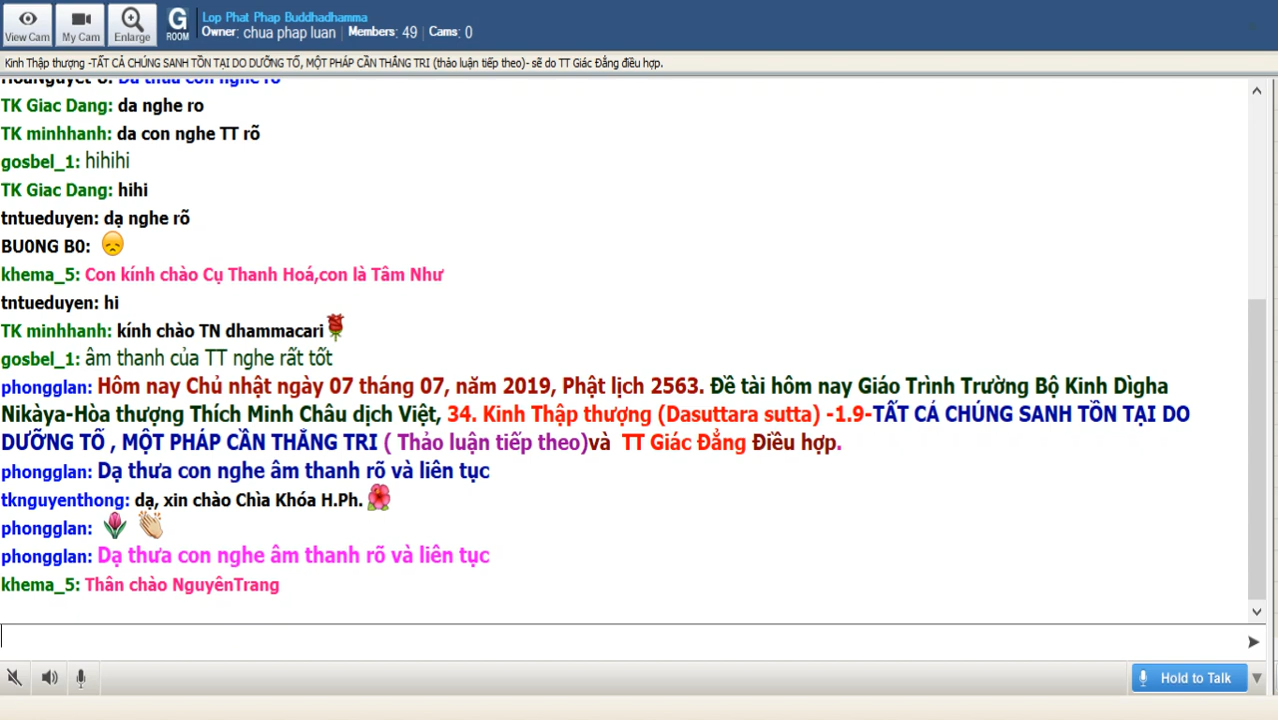 Lop Phat Phap Buddhadhamma
View Cam My Cam Enlarge G ROOM Owner: chua phap luan | Members: 49 | Cams: 0
Kinh Thập thượng -TẤT CẢ CHÚNG SANH TỒN TẠI DO DƯỠNG TỐ, MỘT PHÁP CẦN THẮNG TRI (thảo luận tiếp theo)- sẽ do TT Giác Đẳng điều hợp.
TK Giac Dang: da nghe ro
TK minhhanh: da con nghe TT rõ
gosbel_1: hihihi
TK Giac Dang: hihi
tntueduyen: dạ nghe rõ
BU0NG B0:
khema_5: Con kính chào Cụ Thanh Hoá,con là Tâm Như
tntueduyen: hi
TK minhhanh: kính chào TN dhammacari
gosbel_1: âm thanh của TT nghe rất tốt
phongglan: Hôm nay Chủ nhật ngày 07 tháng 07, năm 2019, Phật lịch 2563. Đề tài hôm nay Giáo Trình Trường Bộ Kinh Dìgha
Nikàya-Hòa thượng Thích Minh Châu dịch Việt, 34. Kinh Thập thượng (Dasuttara sutta) -1.9-TẤT CẢ CHÚNG SANH TỒN TẠI DO
DƯỠNG TỐ , MỘT PHÁP CẦN THẮNG TRI ( Thảo luận tiếp theo)và TT Giác Đẳng Điều hợp.
phongglan: Dạ thưa con nghe âm thanh rõ và liên tục
tknguyenthong: dạ, xin chào Chìa Khóa H.Ph.
phongglan:
phongglan: Dạ thưa con nghe âm thanh rõ và liên tục
khema_5: Thân chào NguyênTrang
Hold to Talk